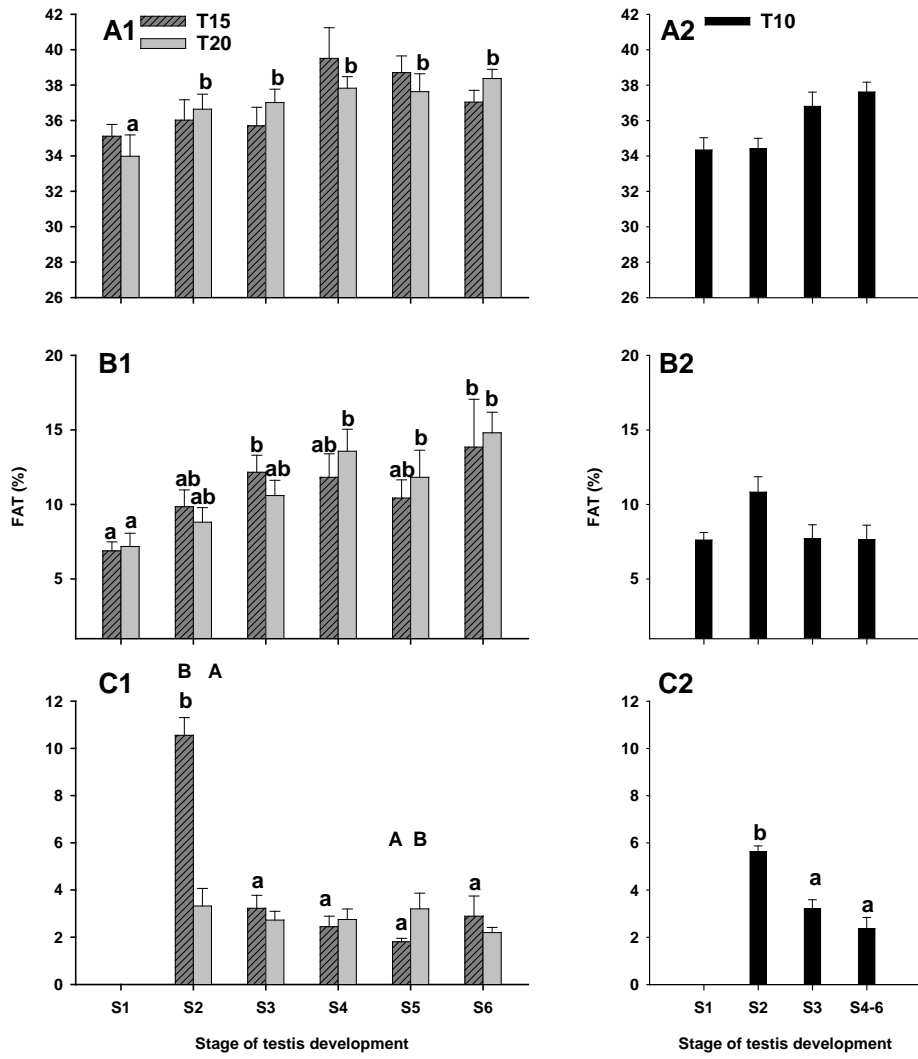 A1
T15
T20
42
40
38
36
34
32
30
28
26
a
b
b
b
b
b
A2
T10
42
40
38
36
34
32
30
28
26
B1
FAT (%)
20
15
10
5
a
a
ab
ab
b
ab
ab
b
ab
b
b
b
B2
FAT (%)
20
15
10
5
C1
B A
b
12
10
8
6
4
2
0
a
a
A B
a
a
S1 S2 S3 S4 S5 S6
Stage of testis development
C2
12
10
8
6
4
2
0
b
a
a
S1 S2 S3 S4-6
Stage of testis development